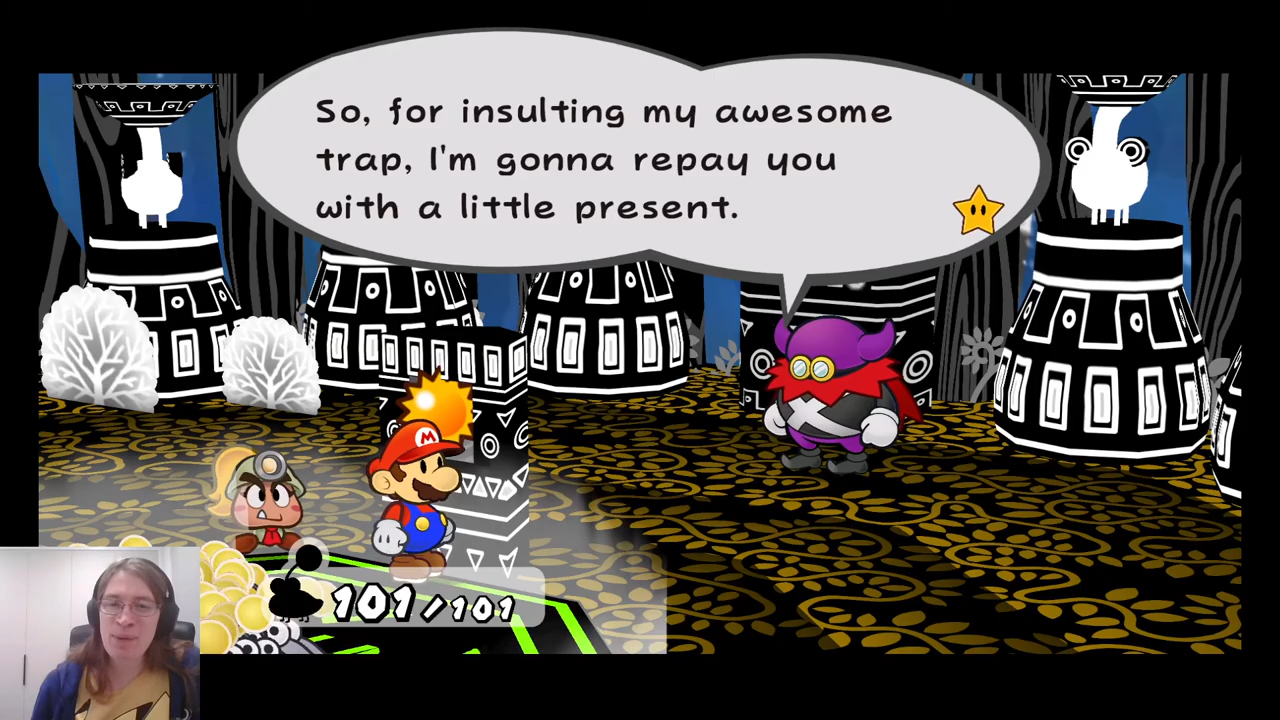 So, for insulting my awesome
trap, I'm gonna repay you
with a little present.
M
101/101